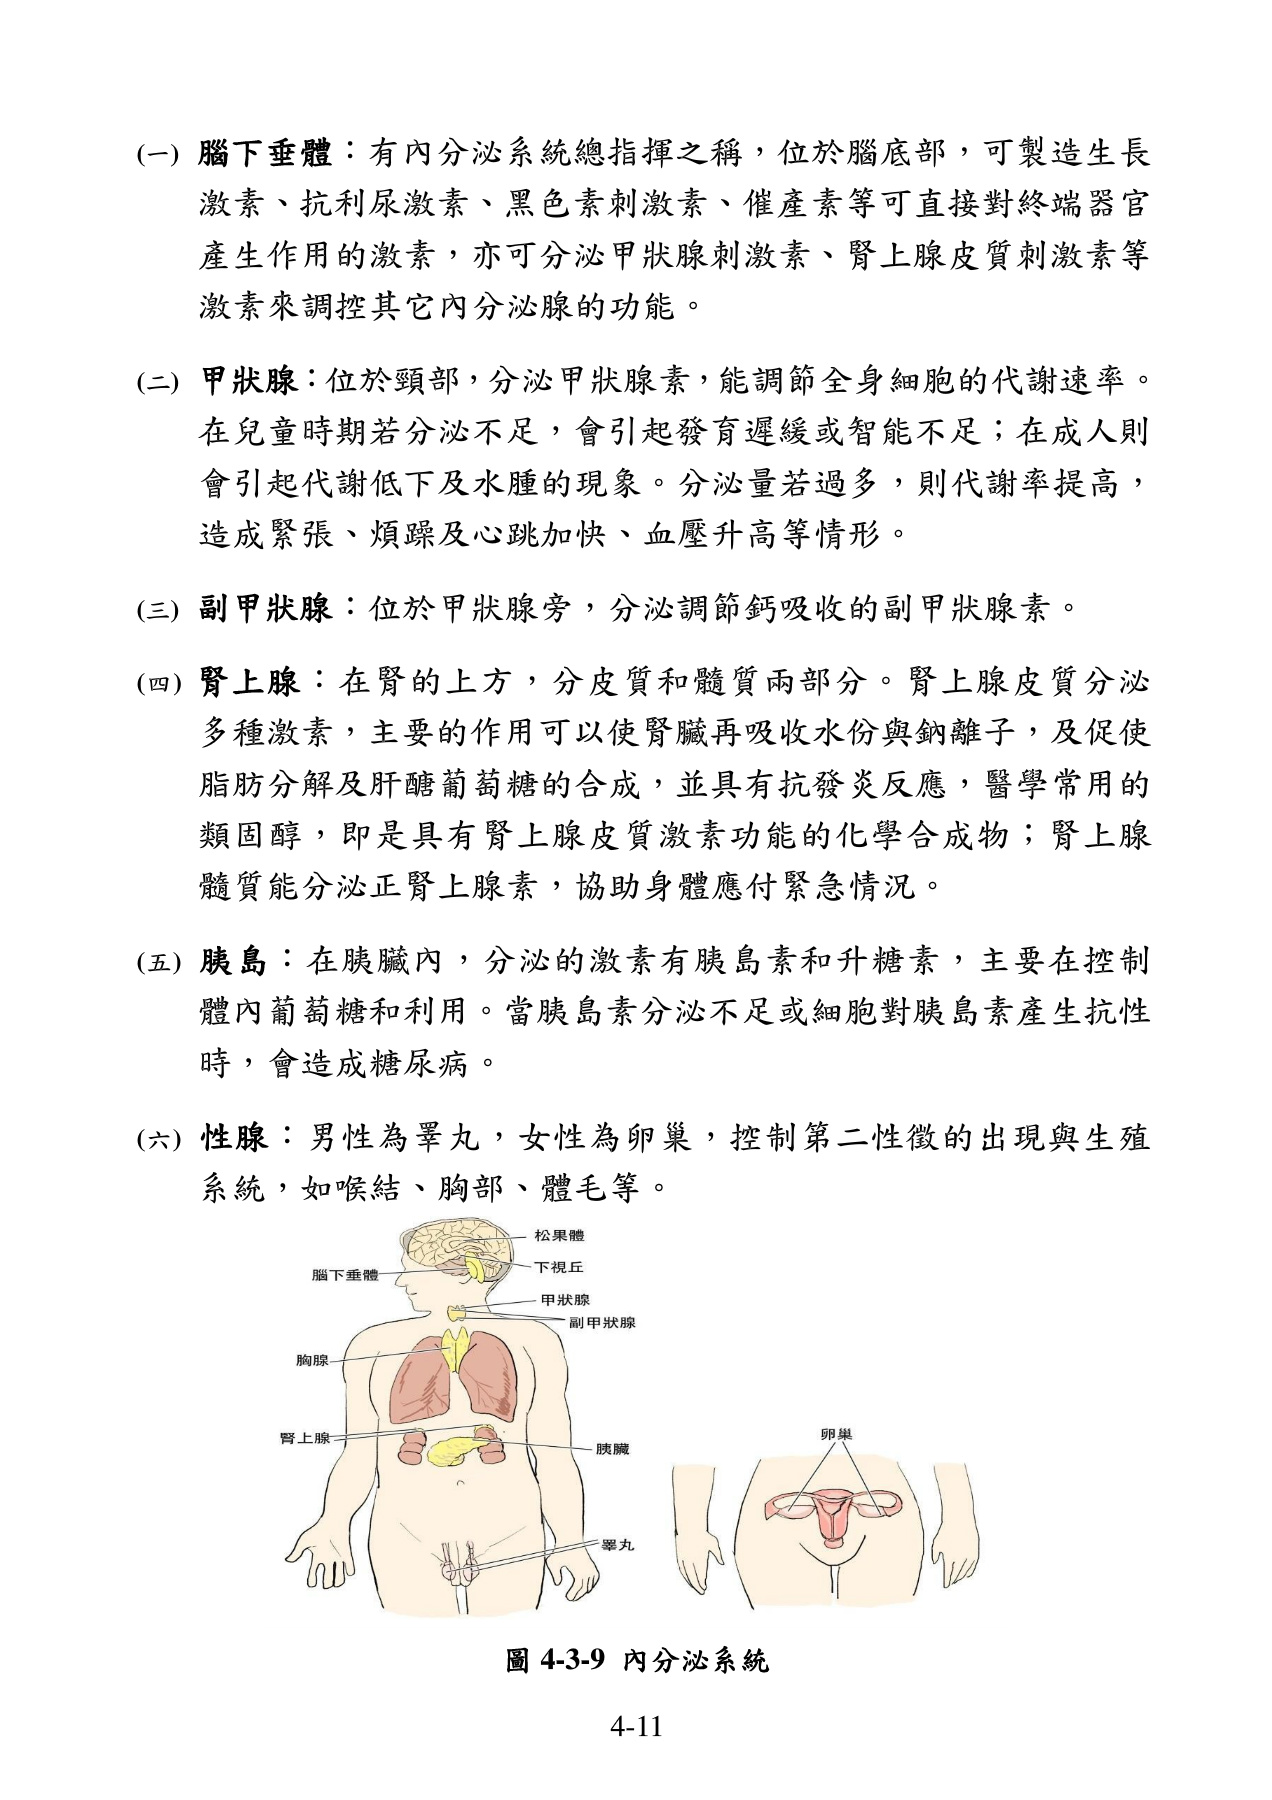 (一) 腦下垂體：有內分泌系統總指揮之稱，位於腦底部，可製造生長
激素、抗利尿激素、黑色素刺激素、催產素等可直接對終端器官
產生作用的激素，亦可分泌甲狀腺刺激素、腎上腺皮質刺激素等
激素來調控其它內分泌腺的功能。
(二) 甲狀腺：位於頸部，分泌甲狀腺素，能調節全身細胞的代謝速率。
在兒童時期若分泌不足，會引起發育遲緩或智能不足；在成人則
會引起代謝低下及水腫的現象。分泌量若過多，則代謝率提高，
造成緊張、煩躁及心跳加快、血壓升高等情形。
(三) 副甲狀腺：位於甲狀腺旁，分泌調節鈣吸收的副甲狀腺素。
(四) 腎上腺：在腎的上方，分皮質和髓質兩部分。腎上腺皮質分泌
多種激素，主要的作用可以使腎臟再吸收水份與鈉離子，及促使
脂肪分解及肝醣葡萄糖的合成，並具有抗發炎反應，醫學常用的
類固醇，即是具有腎上腺皮質激素功能的化學合成物；腎上腺
髓質能分泌正腎上腺素，協助身體應付緊急情況。
(五) 胰島：在胰臟內，分泌的激素有胰島素和升糖素，主要在控制
體內葡萄糖和利用。當胰島素分泌不足或細胞對胰島素產生抗性
時，會造成糖尿病。
(六) 性腺：男性為睪丸，女性為卵巢，控制第二性徵的出現與生殖
系統，如喉結、胸部、體毛等。
松果體
下視丘
腦下垂體
甲狀腺
副甲狀腺
胸腺
腎上腺
胰臟
卵巢
睪丸
圖 4-3-9 內分泌系統
4-11